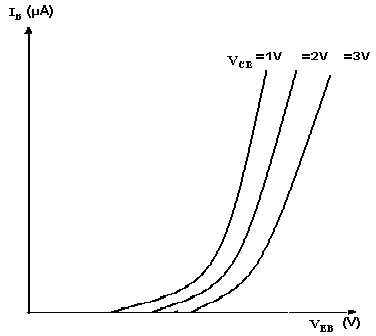 I_B (μA)
V_CE =1V =2V =3V
V_EB (V)